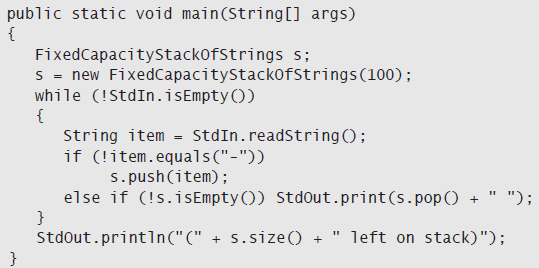 public static void main(String[] args)
{
FixedCapacityStackOfStrings s;
s = new FixedCapacityStackOfStrings(100);
while (!StdIn.isEmpty())
{
String item = StdIn.readString();
if (!item.equals("-"))
s.push(item);
else if (!s.isEmpty()) StdOut.print(s.pop() + " ");
}
StdOut.println("(" + s.size() + " left on stack)");
}